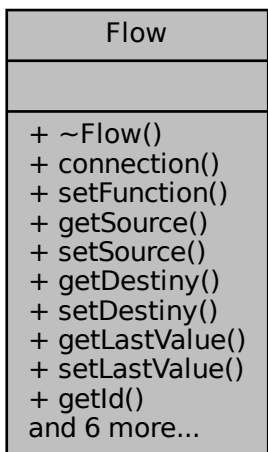 Flow
+ ~Flow()
+ connection()
+ setFunction()
+ getSource()
+ setSource()
+ getDestiny()
+ setDestiny()
+ getLastValue()
+ setLastValue()
+ getId()
and 6 more...